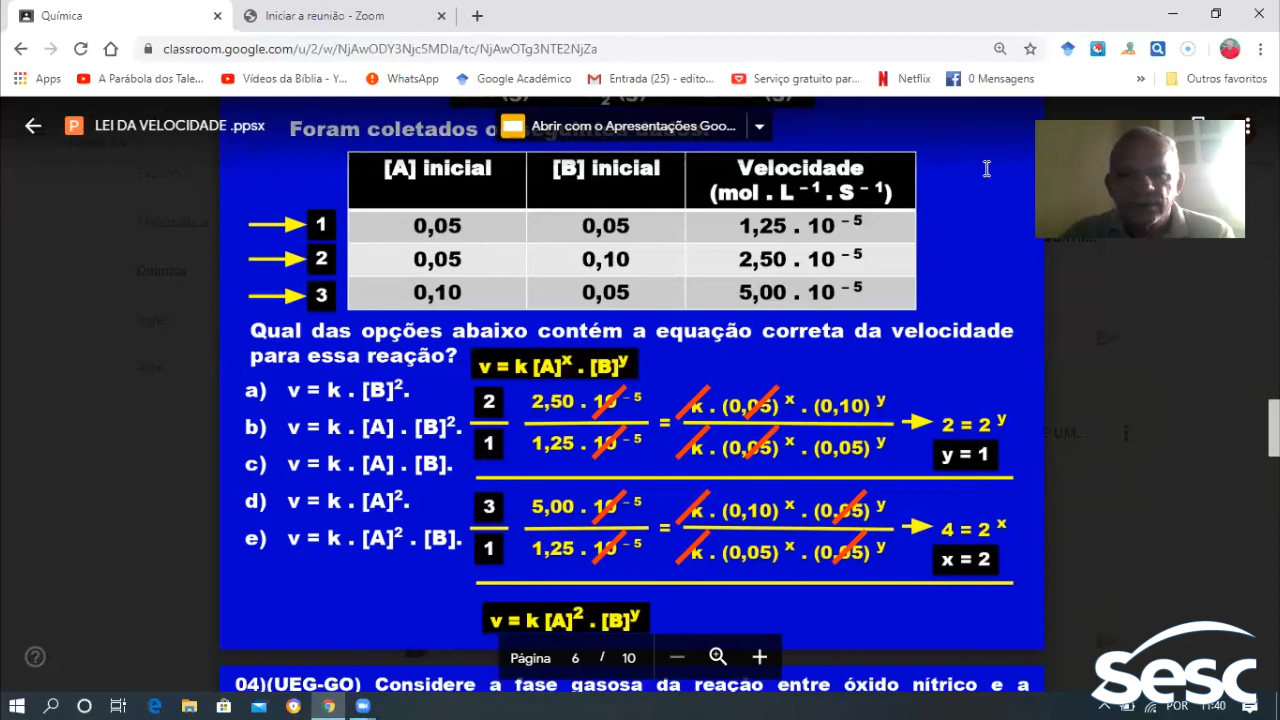 Química
Iniciar a reunião - Zoom
classroom.google.com/u/2/w/NjAwODY3Njc5MDla/tc/NjAwOTg3NTE2NjZa
Apps
A Parábola dos Tale...
Vídeos da Bíblia - Y...
WhatsApp
Google Acadêmico
Entrada (25) - edito...
Serviço gratuito par...
Netflix
0 Mensagens
»
Outros favoritos
LEI DA VELOCIDADE .ppsx
Abrir com o Apresentações Goo...
Foram coletados
[A] inicial [B] inicial Velocidade
(mol . L – 1 . S – 1)
1 0,05 0,05 1,25 . 10 – 5
2 0,05 0,10 2,50 . 10 – 5
3 0,10 0,05 5,00 . 10 – 5
Qual das opções abaixo contém a equação correta da velocidade
para essa reação?
v = k [A]x . [B]y
a) v = k . [B]2.
b) v = k . [A] . [B]2.
c) v = k . [A] . [B].
d) v = k . [A]2.
e) v = k . [A]2 . [B].
2 2,50 . 10 – 5 = k . (0,05) x . (0,10) y
1 1,25 . 10 – 5 k . (0,05) x . (0,05) y
2 = 2 y
y = 1
3 5,00 . 10 – 5 = k . (0,10) x . (0,05) y
1 1,25 . 10 – 5 k . (0,05) x . (0,05) y
4 = 2 x
x = 2
v = k [A]2 . [B]y
Página 6 / 10
04)(UEG-GO) Considere a fase gasosa da reação entre óxido nítrico e a
Sesc
POR
11:40